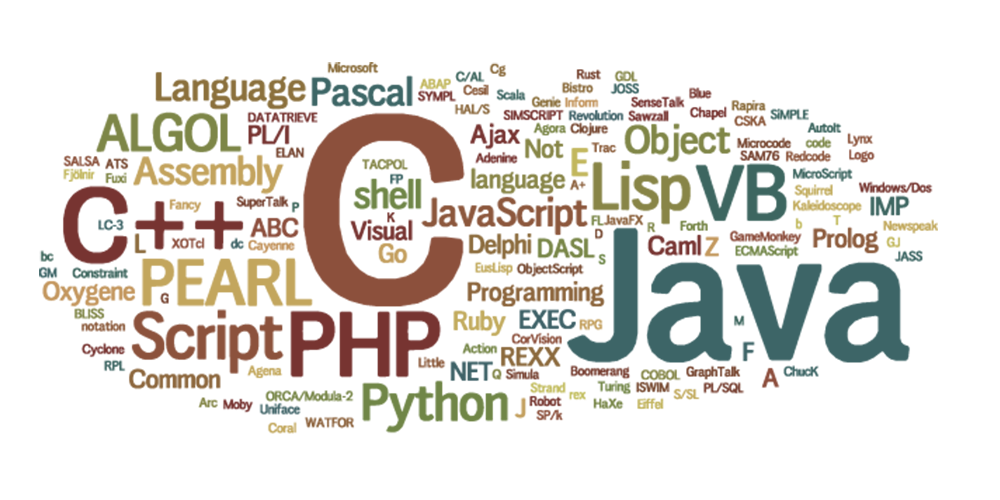 Microsoft
Language
Pascal
ABAP
C/AL
Cg
SYMPL
Cesil
Scala
HAL/S
Rust
GDL
Bistro
JOSS
Genie
Inform
SenseTalk
Blue
SIMSCRIPT
Revolution
Sawzall
Chapel
Rapira
CSKA
SiMPLE
ALGOL
DATATRIEVE
PL/I
ELAN
Ajax
Agora
Clojure
Object
AutoIt
Microcode
code
Lynx
Adenine
Not
E
Trac
SAM76
Redcode
Logo
SALSA
ATS
Fjölnir
Fuxi
Assembly
TACPOL
FP
shell
language
A+
Lisp
VB
MicroScript
Squirrel
Windows/Dos
Kaleidoscope
IMP
C++
LC-3
Fancy
SuperTalk
P
ABC
C
K
Visual
Go
JavaScript
FL
JavaFX
R
Forth
b
T
Newspeak
L
XOTcl
dc
Cayenne
Delphi
DASL
D
S
Caml
Z
GameMonkey
ECMAScript
Prolog
GJ
JASS
bc
GM
Constraint
EusLisp
ObjectScript
Oxygene
PEARL
G
Programming
Java
BLISS
notation
Script
PHP
Ruby
EXEC
RPG
M
Cyclone
RPL
Little
Action
CorVision
REXX
F
Common
Agena
NET
Q
Simula
Boomerang
COBOL
GraphTalk
A
ChucK
Arc
Moby
ORCA/Modula-2
Uniface
Python
Strand
rex
Turing
ISWIM
S/SL
PL/SQL
J
Robot
HaXe
Eiffel
SP/k
Coral
WATFOR